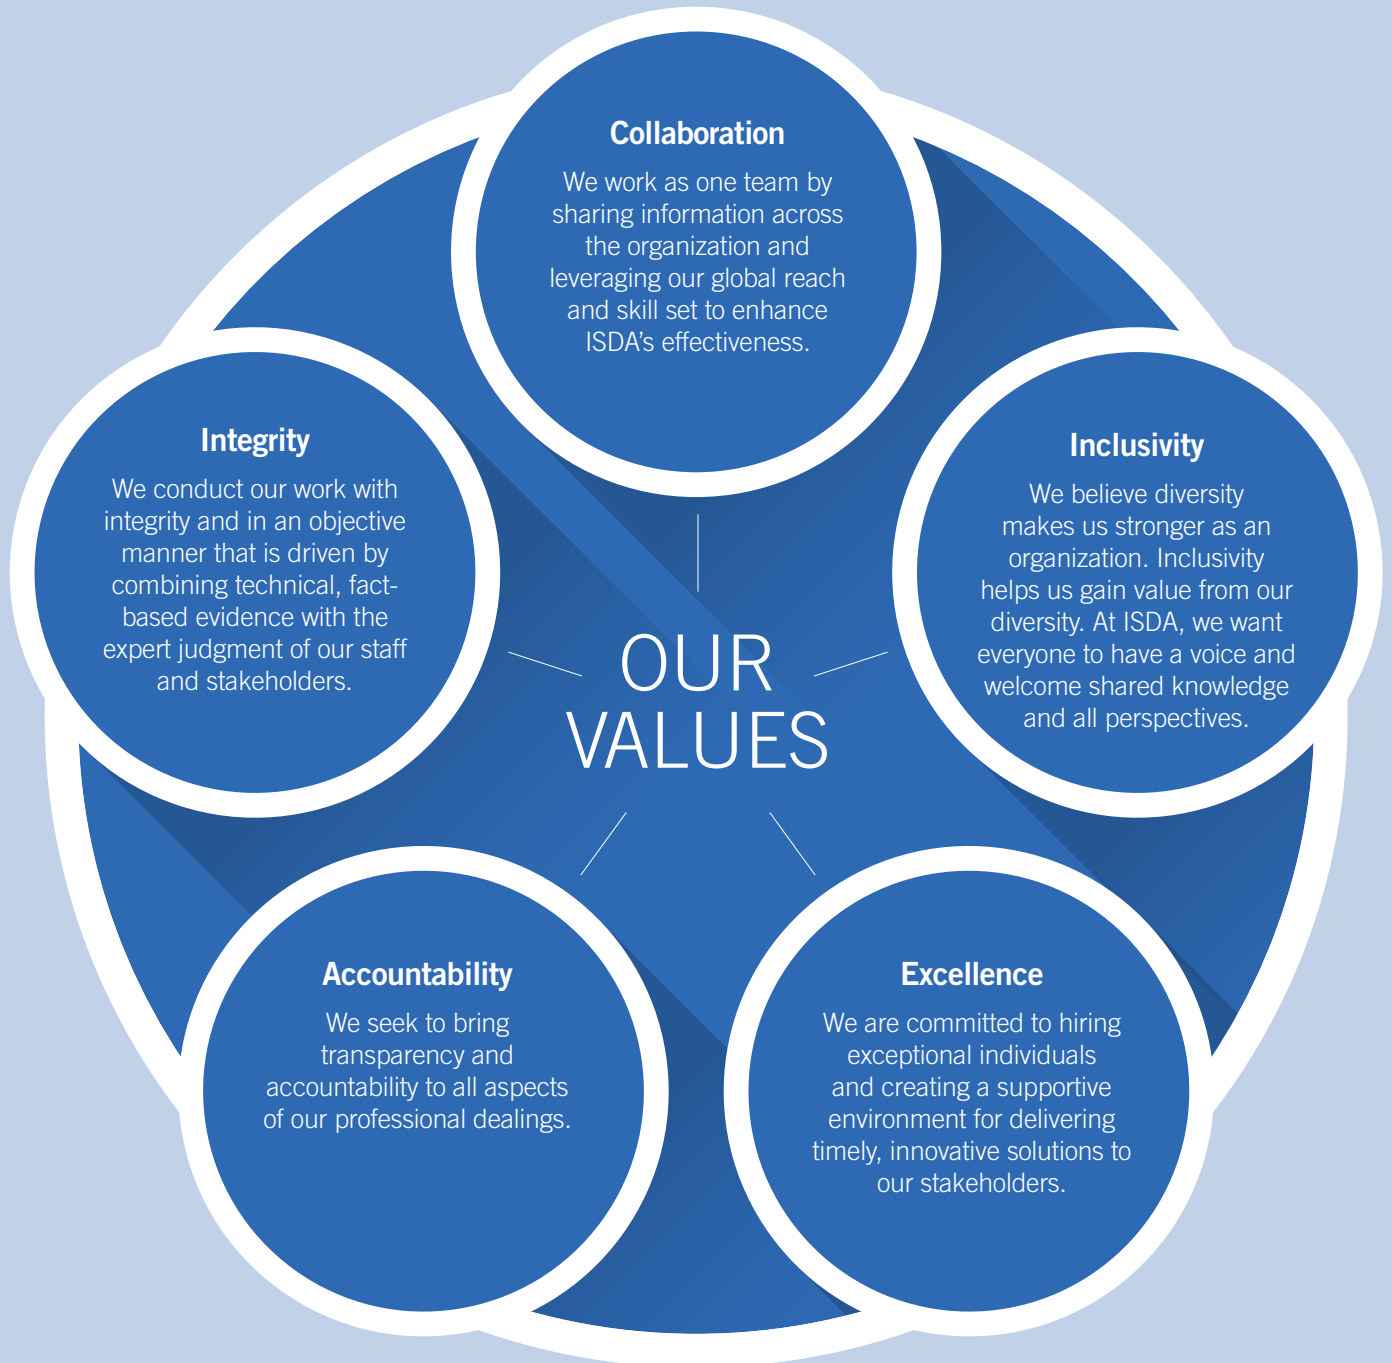 Collaboration
We work as one team by
sharing information across
the organization and
leveraging our global reach
and skill set to enhance
ISDA’s effectiveness.
Integrity
We conduct our work with
integrity and in an objective
manner that is driven by
combining technical, fact-
based evidence with the
expert judgment of our staff
and stakeholders.
Inclusivity
We believe diversity
makes us stronger as an
organization. Inclusivity
helps us gain value from our
diversity. At ISDA, we want
everyone to have a voice and
welcome shared knowledge
and all perspectives.
OUR
VALUES
Accountability
We seek to bring
transparency and
accountability to all aspects
of our professional dealings.
Excellence
We are committed to hiring
exceptional individuals
and creating a supportive
environment for delivering
timely, innovative solutions to
our stakeholders.